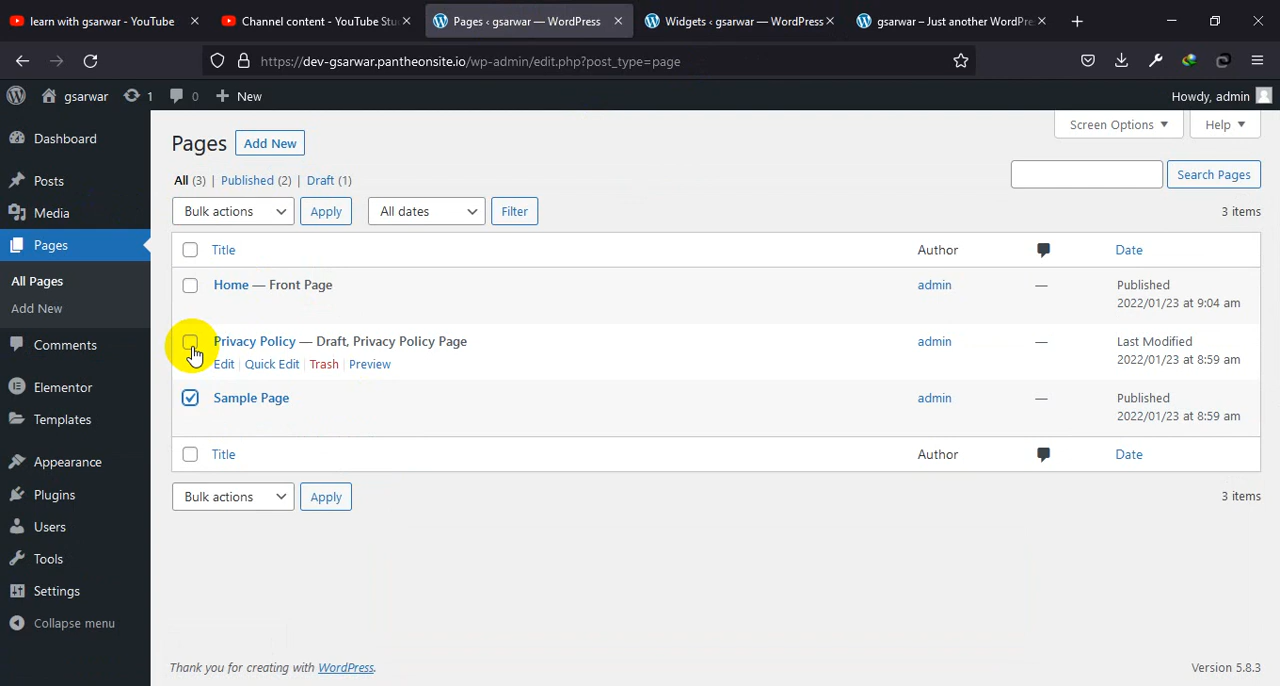 learn with gsarwar - YouTube
Channel content - YouTube Stu
Pages ‹ gsarwar — WordPress
Widgets ‹ gsarwar — WordPress
gsarwar – Just another WordPre
https://dev-gsarwar.pantheonsite.io/wp-admin/edit.php?post_type=page
gsarwar 1 0 New Howdy, admin
Dashboard
Posts
Media
Pages
All Pages
Add New
Comments
Elementor
Templates
Appearance
Plugins
Users
Tools
Settings
Collapse menu
Screen Options Help
Pages Add New
All (3) | Published (2) | Draft (1)
Search Pages
Bulk actions Apply All dates Filter 3 items
Title Author Date
Home — Front Page admin — Published
2022/01/23 at 9:04 am
Privacy Policy — Draft, Privacy Policy Page admin — Last Modified
Edit | Quick Edit | Trash | Preview 2022/01/23 at 8:59 am
Sample Page admin — Published
2022/01/23 at 8:59 am
Title Author Date
Bulk actions Apply 3 items
Thank you for creating with WordPress. Version 5.8.3